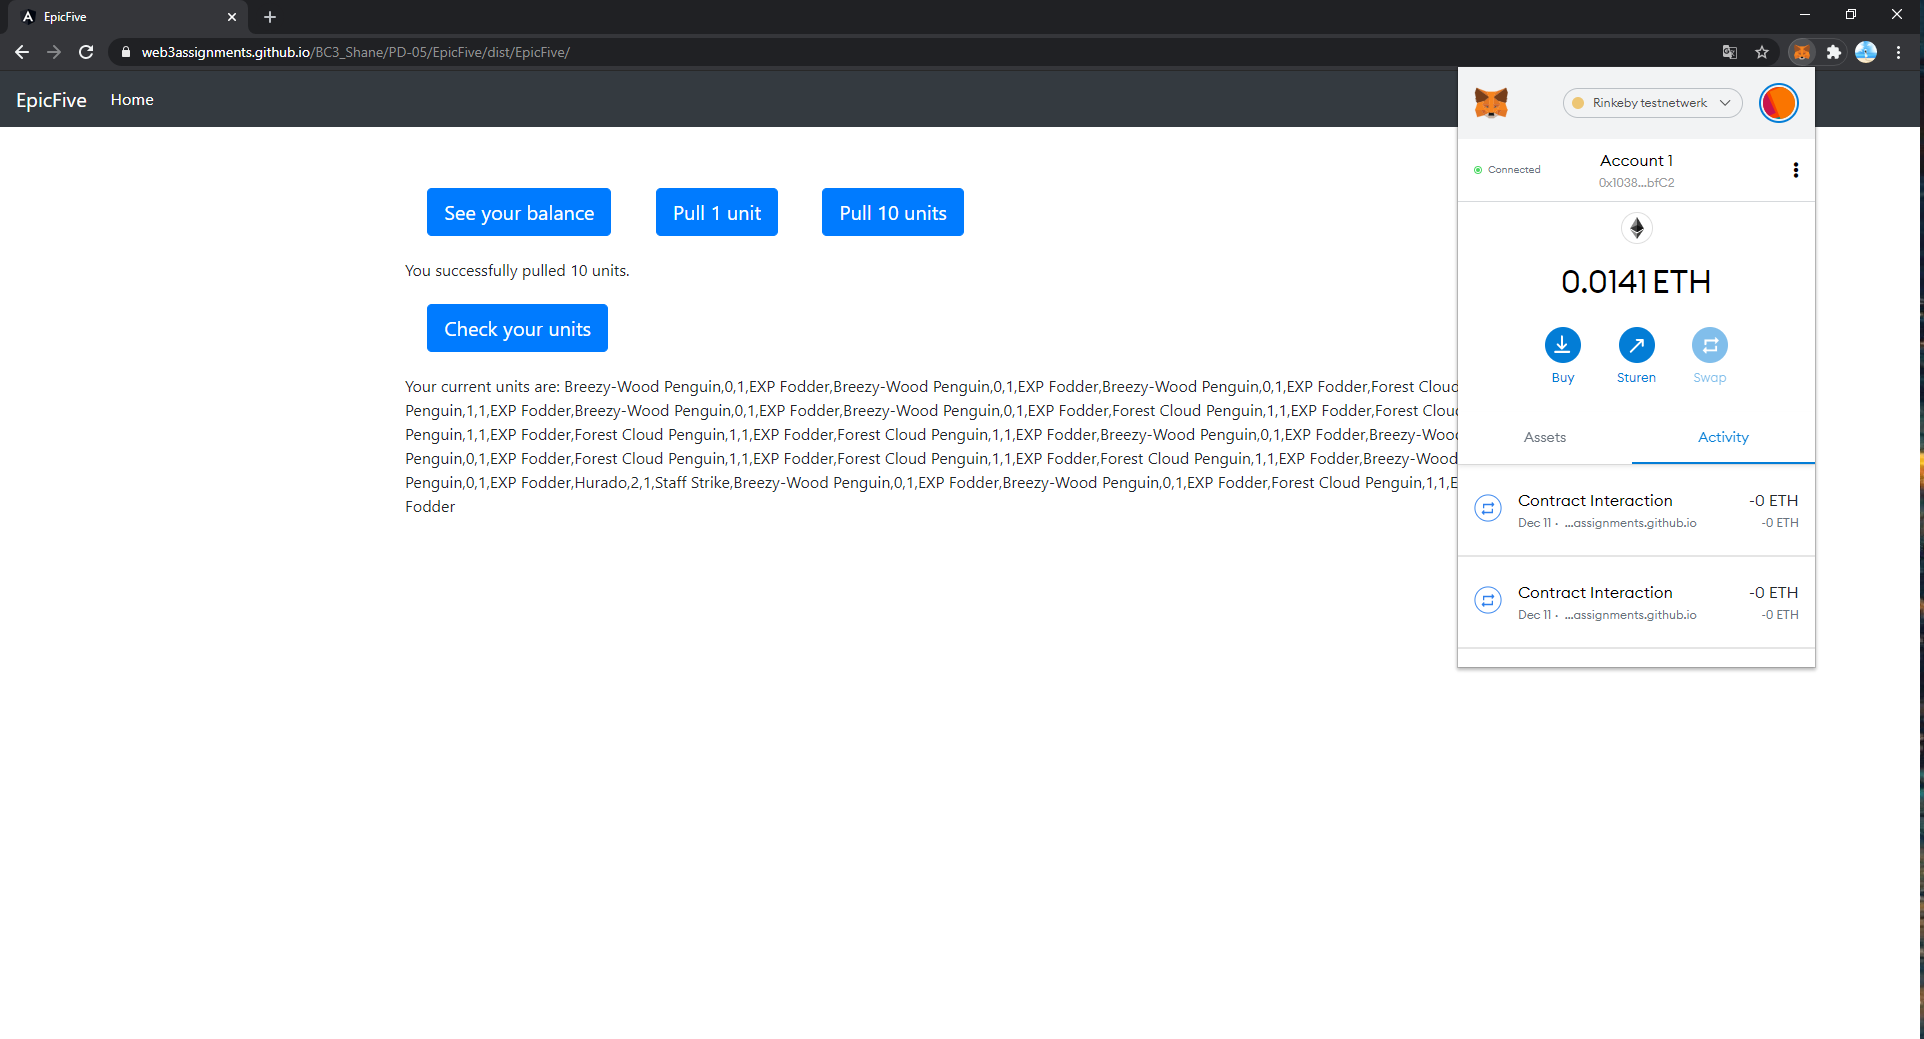 EpicFive
web3assignments.github.io/BC3_Shane/PD-05/EpicFive/dist/EpicFive/
EpicFive Home
See your balance Pull 1 unit Pull 10 units
You successfully pulled 10 units.
Check your units
Your current units are: Breezy-Wood Penguin,0,1,EXP Fodder,Breezy-Wood Penguin,0,1,EXP Fodder,Breezy-Wood Penguin,0,1,EXP Fodder,Forest Cloud
Penguin,1,1,EXP Fodder,Breezy-Wood Penguin,0,1,EXP Fodder,Breezy-Wood Penguin,0,1,EXP Fodder,Forest Cloud Penguin,1,1,EXP Fodder,Forest Cloud
Penguin,1,1,EXP Fodder,Forest Cloud Penguin,1,1,EXP Fodder,Forest Cloud Penguin,1,1,EXP Fodder,Breezy-Wood Penguin,0,1,EXP Fodder,Breezy-Wood
Penguin,0,1,EXP Fodder,Forest Cloud Penguin,1,1,EXP Fodder,Forest Cloud Penguin,1,1,EXP Fodder,Forest Cloud Penguin,1,1,EXP Fodder,Breezy-Wood
Penguin,0,1,EXP Fodder,Hurado,2,1,Staff Strike,Breezy-Wood Penguin,0,1,EXP Fodder,Breezy-Wood Penguin,0,1,EXP Fodder,Forest Cloud Penguin,1,1,E
Fodder
Rinkeby testnetwerk
Connected
Account 1
0x1038...bfC2
0.0141 ETH
Buy Sturen Swap
Assets Activity
Contract Interaction -0 ETH
Dec 11 · ...assignments.github.io -0 ETH
Contract Interaction -0 ETH
Dec 11 · ...assignments.github.io -0 ETH